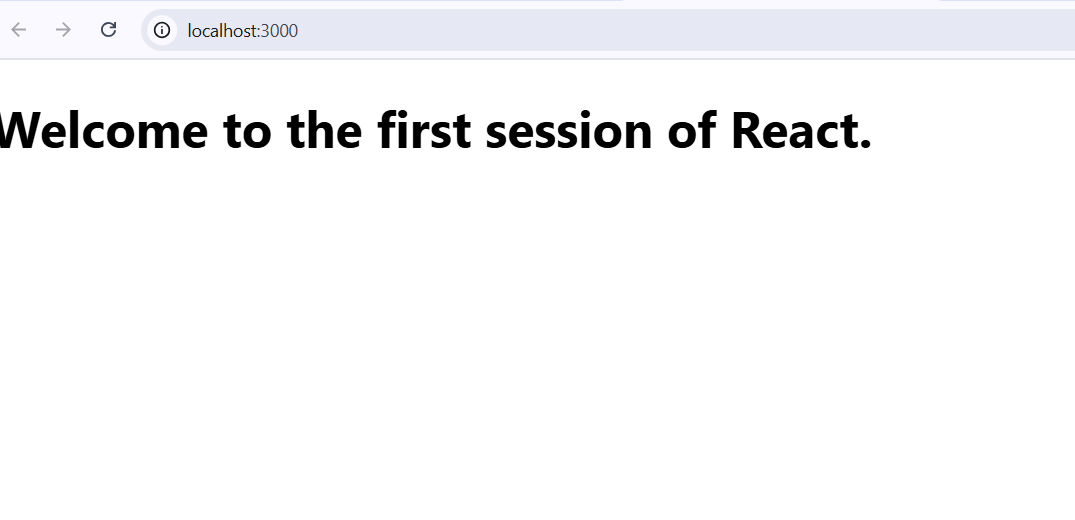 localhost:3000
Welcome to the first session of React.